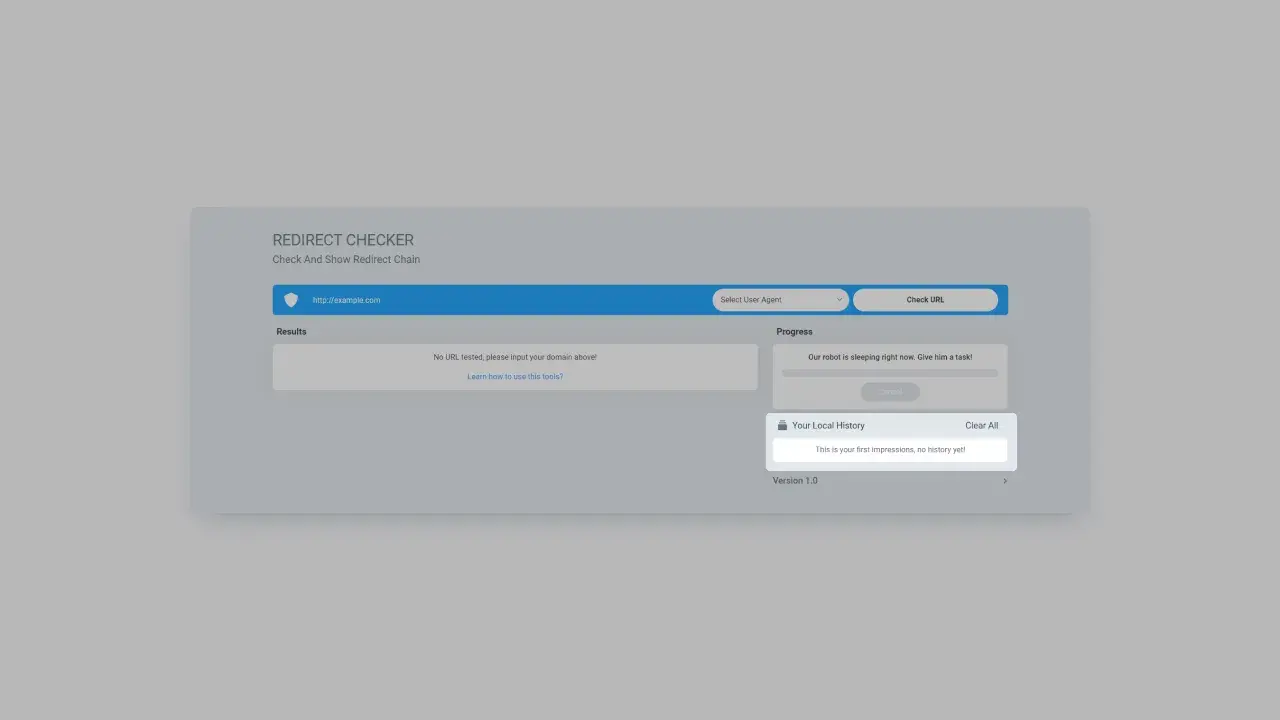 REDIRECT CHECKER
Check And Show Redirect Chain
http://example.com
Select User Agent
Check URL
Results
No URL tested, please input your domain above!
Learn how to use this tools?
Progress
Our robot is sleeping right now. Give him a task!
Cancel
Your Local History
Clear All
This is your first impressions, no history yet!
Version 1.0